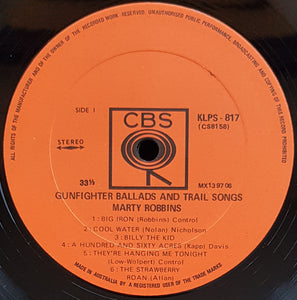 ALL RIGHTS OF THE MANUFACTURER AND OF THE OWNER OF THE RECORDED WORK RESERVED. UNAUTHORISED PUBLIC PERFORMANCE, BROADCASTING AND COPYING OF THIS RECORD PROHIBITED
CBS
SIDE 1
KLPS - 817
(CS8158)
STEREO
33⅓
MX139708
GUNFIGHTER BALLADS AND TRAIL SONGS
MARTY ROBBINS
1: BIG IRON (Robbins) Control
2: COOL WATER (Nolan) Nicholson
3: BILLY THE KID
4: A HUNDRED AND SIXTY ACRES (Kapp) Davis
5: THEY'RE HANGING ME TONIGHT
(Low-Wolpert) Control
6: THE STRAWBERRY
ROAN (Allan)
MADE IN AUSTRALIA BY A REGISTERED USER OF THE TRADE MARKS